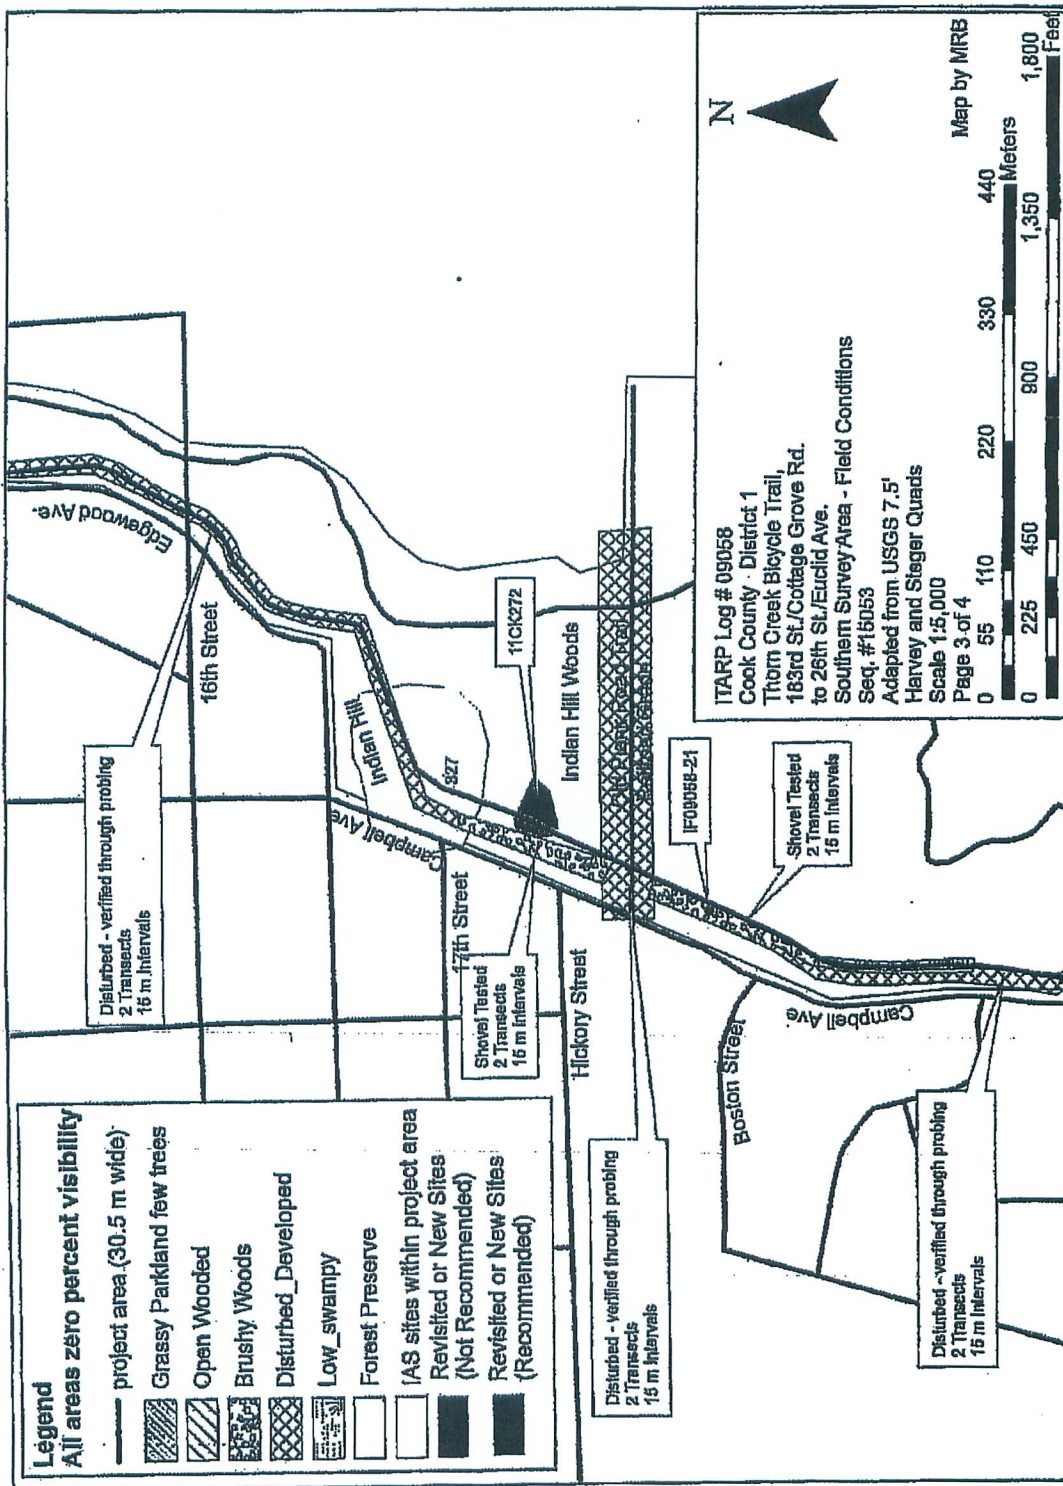 Legend
All areas zero percent visibility
project area (30.5 m wide)
Grassy Parkland few trees
Open Wooded
Brushy Woods
Disturbed_Developed
Low_swampy
Forest Preserve
IAS sites within project area
Revisited or New Sites
(Not Recommended)
Revisited or New Sites
(Recommended)
Disturbed - verified through probing
2 Transects
15 m Intervals
Edgewood Ave.
16th Street
Indian Hill
Campbell Ave
627
17th Street
Shovel Tested
2 Transects
15 m Intervals
11CK272
Indian Hill Woods
Hickory Street
Disturbed - verified through probing
2 Transects
15 m Intervals
IF09058-21
Shovel Tested
2 Transects
15 m Intervals
Boston Street
Campbell Ave
Disturbed - verified through probing
2 Transects
15 m Intervals
N
ITARP Log # 09058
Cook County - District 1
Thorn Creek Bicycle Trail,
183rd St./Cottage Grove Rd.
to 26th St./Euclid Ave.
Southern Survey Area - Field Conditions
Seq. #15053
Adapted from USGS 7.5'
Harvey and Steger Quads
Scale 1:5,000
Page 3 of 4
Map by MRB
0 55 110 220 330 440
Meters
0 225 450 900 1,350 1,800
Feet